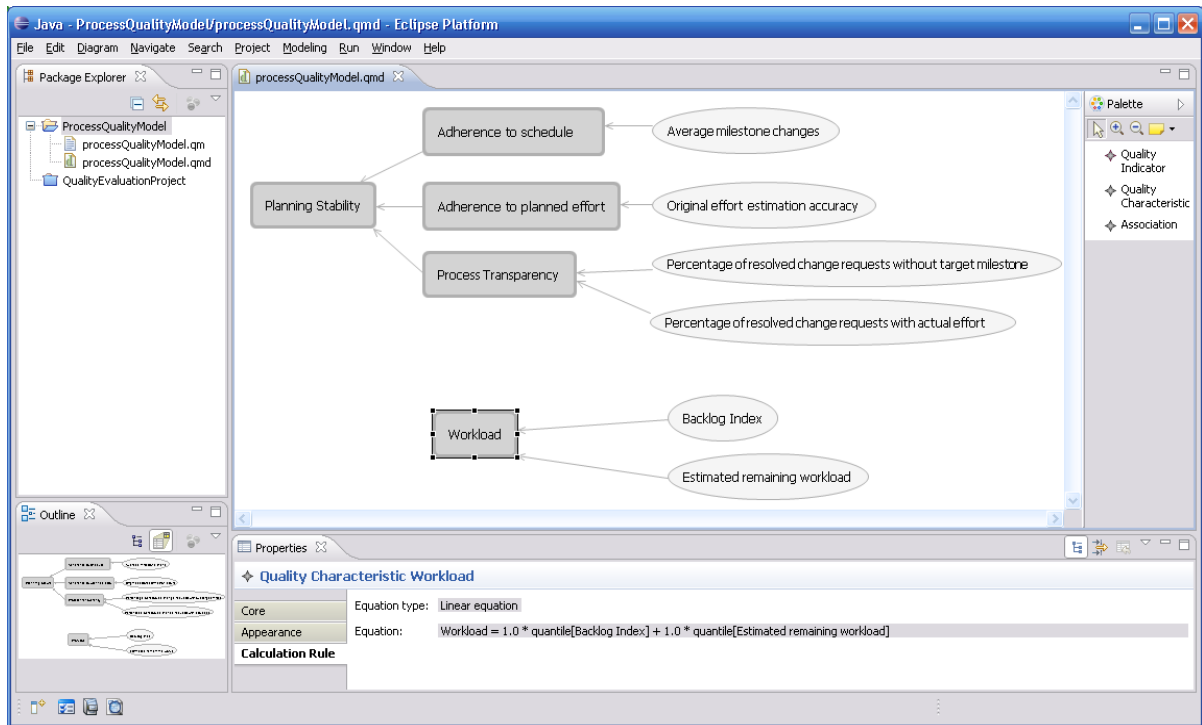 Java - ProcessQualityModel/processQualityModel.qmd - Eclipse Platform
File Edit Diagram Navigate Search Project Modeling Run Window Help
Package Explorer
ProcessQualityModel
processQualityModel.qm
processQualityModel.qmd
QualityEvaluationProject
processQualityModel.qmd
Adherence to schedule
Average milestone changes
Planning Stability
Adherence to planned effort
Original effort estimation accuracy
Process Transparency
Percentage of resolved change requests without target milestone
Percentage of resolved change requests with actual effort
Workload
Backlog Index
Estimated remaining workload
Palette
Quality
Indicator
Quality
Characteristic
Association
Outline
Properties
Quality Characteristic Workload
Core
Appearance
Calculation Rule
Equation type: Linear equation
Equation: Workload = 1.0 * quantile[Backlog Index] + 1.0 * quantile[Estimated remaining workload]